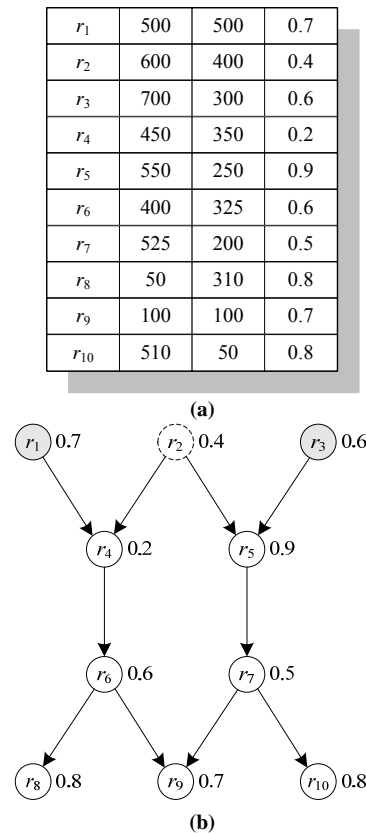 r1 500 500 0.7
r2 600 400 0.4
r3 700 300 0.6
r4 450 350 0.2
r5 550 250 0.9
r6 400 325 0.6
r7 525 200 0.5
r8 50 310 0.8
r9 100 100 0.7
r10 510 50 0.8
(a)
r1 0.7 r2 0.4 r3 0.6
r4 0.2 r5 0.9
r6 0.6 r7 0.5
r8 0.8 r9 0.7 r10 0.8
(b)